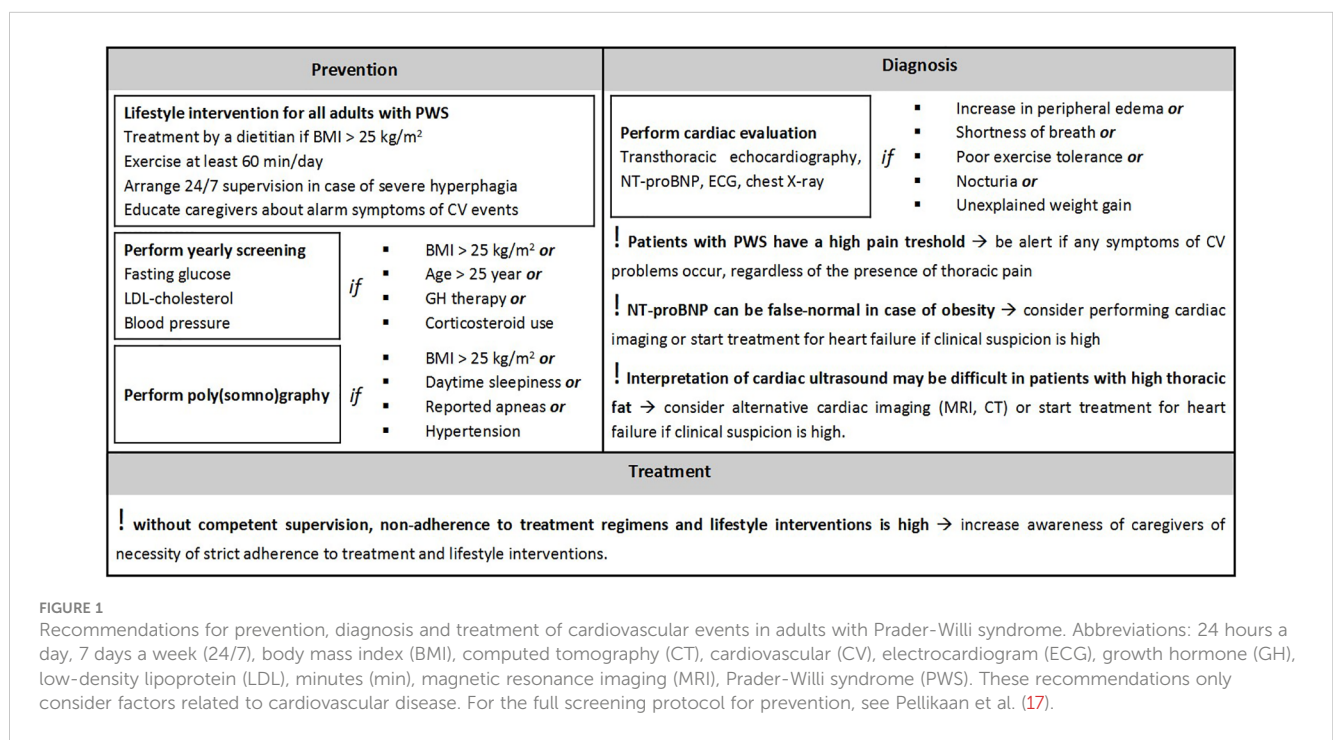 Prevention
Lifestyle intervention for all adults with PWS
Treatment by a dietitian if BMI > 25 kg/m²
Exercise at least 60 min/day
Arrange 24/7 supervision in case of severe hyperphagia
Educate caregivers about alarm symptoms of CV events
Perform yearly screening
Fasting glucose
LDL-cholesterol
Blood pressure
if
▪ BMI > 25 kg/m² or
▪ Age > 25 year or
▪ GH therapy or
▪ Corticosteroid use
Perform poly(somno)graphy
if
▪ BMI > 25 kg/m² or
▪ Daytime sleepiness or
▪ Reported apneas or
▪ Hypertension
Diagnosis
Perform cardiac evaluation
Transthoracic echocardiography,
NT-proBNP, ECG, chest X-ray
if
▪ Increase in peripheral edema or
▪ Shortness of breath or
▪ Poor exercise tolerance or
▪ Nocturia or
▪ Unexplained weight gain
! Patients with PWS have a high pain treshold → be alert if any symptoms of CV
problems occur, regardless of the presence of thoracic pain
! NT-proBNP can be false-normal in case of obesity → consider performing cardiac
imaging or start treatment for heart failure if clinical suspicion is high
! Interpretation of cardiac ultrasound may be difficult in patients with high thoracic
fat → consider alternative cardiac imaging (MRI, CT) or start treatment for heart
failure if clinical suspicion is high.
Treatment
! without competent supervision, non-adherence to treatment regimens and lifestyle interventions is high → increase awareness of caregivers of
necessity of strict adherence to treatment and lifestyle interventions.
FIGURE 1
Recommendations for prevention, diagnosis and treatment of cardiovascular events in adults with Prader-Willi syndrome. Abbreviations: 24 hours a
day, 7 days a week (24/7), body mass index (BMI), computed tomography (CT), cardiovascular (CV), electrocardiogram (ECG), growth hormone (GH),
low-density lipoprotein (LDL), minutes (min), magnetic resonance imaging (MRI), Prader-Willi syndrome (PWS). These recommendations only
consider factors related to cardiovascular disease. For the full screening protocol for prevention, see Pellikaan et al. (17).